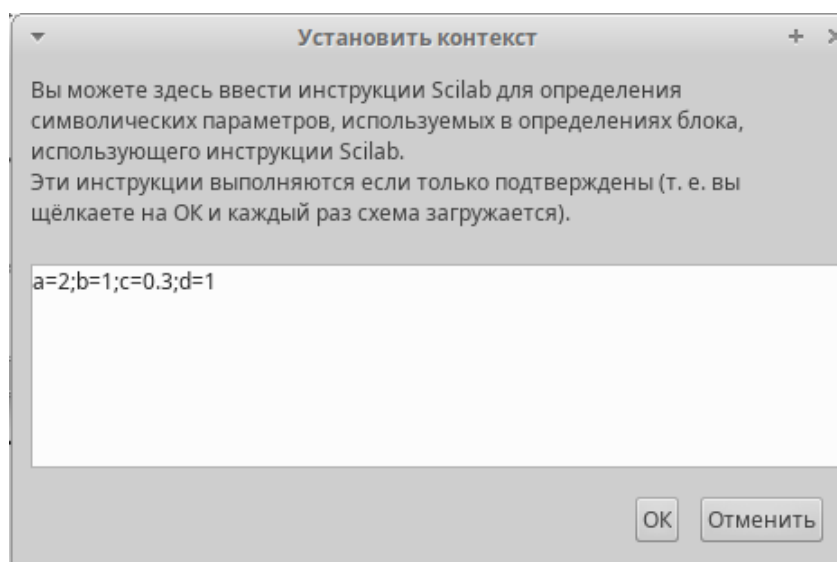 Установить контекст
Вы можете здесь ввести инструкции Scilab для определения
символических параметров, используемых в определениях блока,
использующего инструкции Scilab.
Эти инструкции выполняются если только подтверждены (т. е. вы
щёлкаете на ОК и каждый раз схема загружается).
a=2;b=1;c=0.3;d=1
ОК Отменить